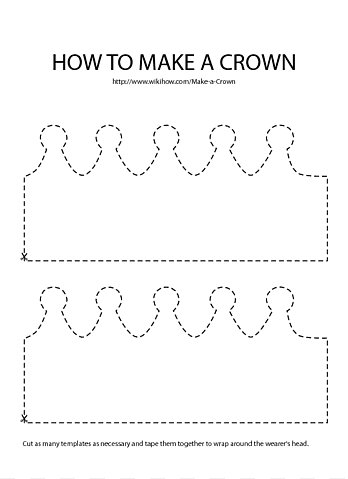 HOW TO MAKE A CROWN
http://www.wikihow.com/Make-a-Crown
Cut as many templates as necessary and tape them together to wrap around the wearer's head.